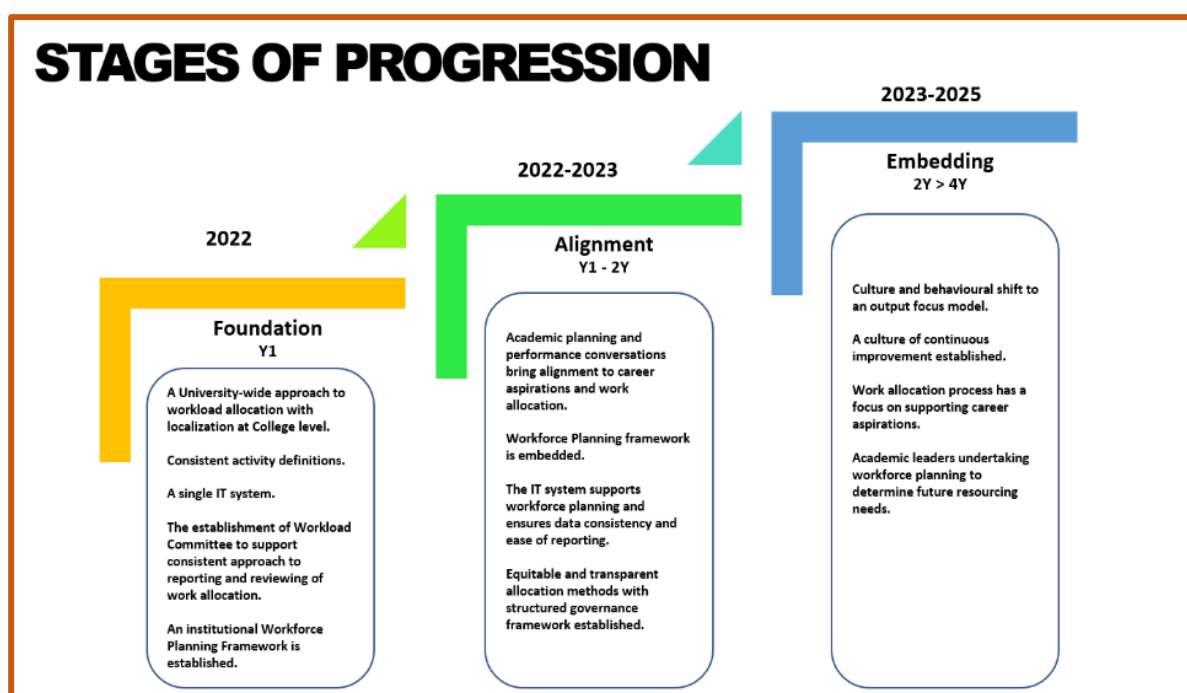 STAGES OF PROGRESSION
2022
Foundation
Y1
A University-wide approach to
workload allocation with
localization at College level.
Consistent activity definitions.
A single IT system.
The establishment of Workload
Committee to support
consistent approach to
reporting and reviewing of
work allocation.
An institutional Workforce
Planning Framework is
established.
2022-2023
Alignment
Y1 - 2Y
Academic planning and
performance conversations
bring alignment to career
aspirations and work
allocation.
Workforce Planning framework
is embedded.
The IT system supports
workforce planning and
ensures data consistency and
ease of reporting.
Equitable and transparent
allocation methods with
structured governance
framework established.
2023-2025
Embedding
2Y > 4Y
Culture and behavioural shift to
an output focus model.
A culture of continuous
improvement established.
Work allocation process has a
focus on supporting career
aspirations.
Academic leaders undertaking
workforce planning to
determine future resourcing
needs.